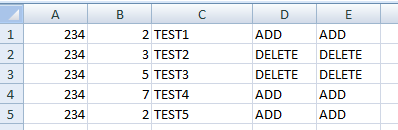 A B C D E
1 234 2 TEST1 ADD ADD
2 234 3 TEST2 DELETE DELETE
3 234 5 TEST3 DELETE DELETE
4 234 7 TEST4 ADD ADD
5 234 2 TEST5 ADD ADD